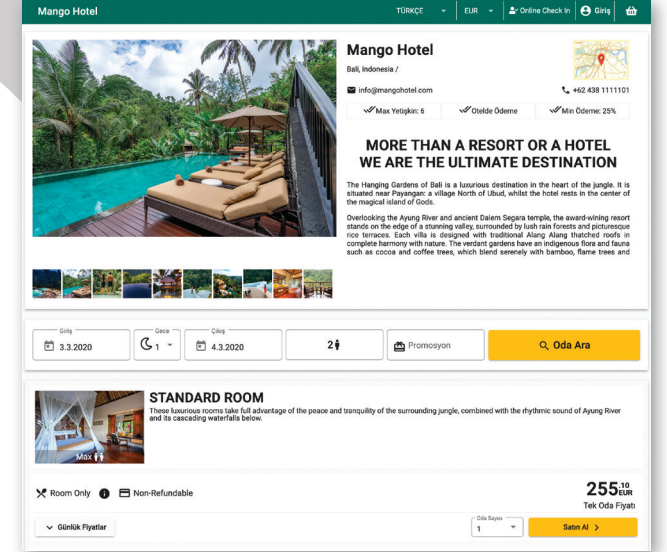 Mango Hotel
TÜRKÇE
EUR
Online Check In
Giriş
Mango Hotel
Bali, Indonesia /
info@mangohotel.com
+62 438 1111101
Max Yetişkin: 6
Otelde Ödeme
Min Ödeme: 25%
MORE THAN A RESORT OR A HOTEL
WE ARE THE ULTIMATE DESTINATION
The Hanging Gardens of Bali is a luxurious destination in the heart of the jungle. It is
situated near Payangan: a village North of Ubud, whilst the hotel rests in the center of
the magical island of Gods.
Overlooking the Ayung River and ancient Dalem Segara temple, the award-wining resort
stands on the edge of a stunning valley, surrounded by lush rain forests and picturesque
rice terraces. Each villa is designed with traditional Alang Alang thatched roofs in
complete harmony with nature. The verdant gardens have an indigenous flora and fauna
such as cocoa and coffee trees, which blend serenely with bamboo, flame trees and
Giriş
3.3.2020
Gece
1
Çıkış
4.3.2020
2
Promosyon
Oda Ara
STANDARD ROOM
These luxurious rooms take full advantage of the peace and tranquility of the surrounding jungle, combined with the rhythmic sound of Ayung River
and its cascading waterfalls below.
Max
Room Only
Non-Refundable
255.10 EUR
Tek Oda Fiyatı
Günlük Fiyatlar
Oda Sayısı
1
Satın Al